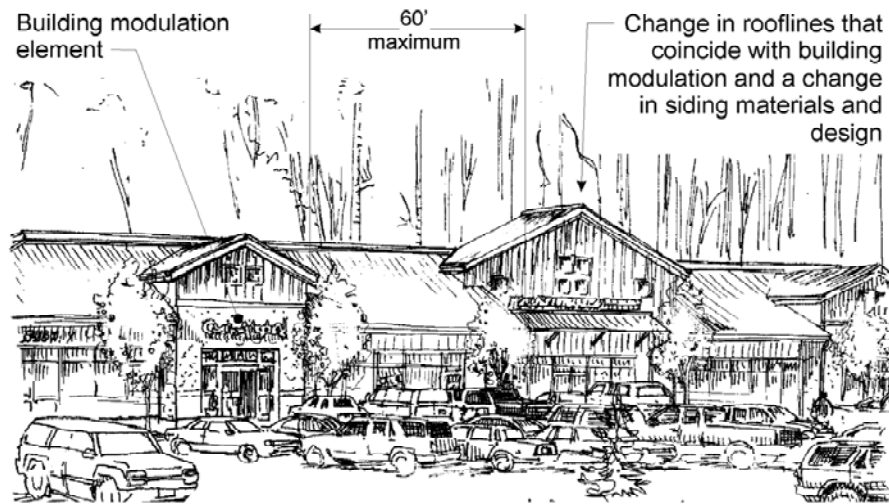 Building modulation
element
60'
maximum
Change in rooflines that
coincide with building
modulation and a change
in siding materials and
design